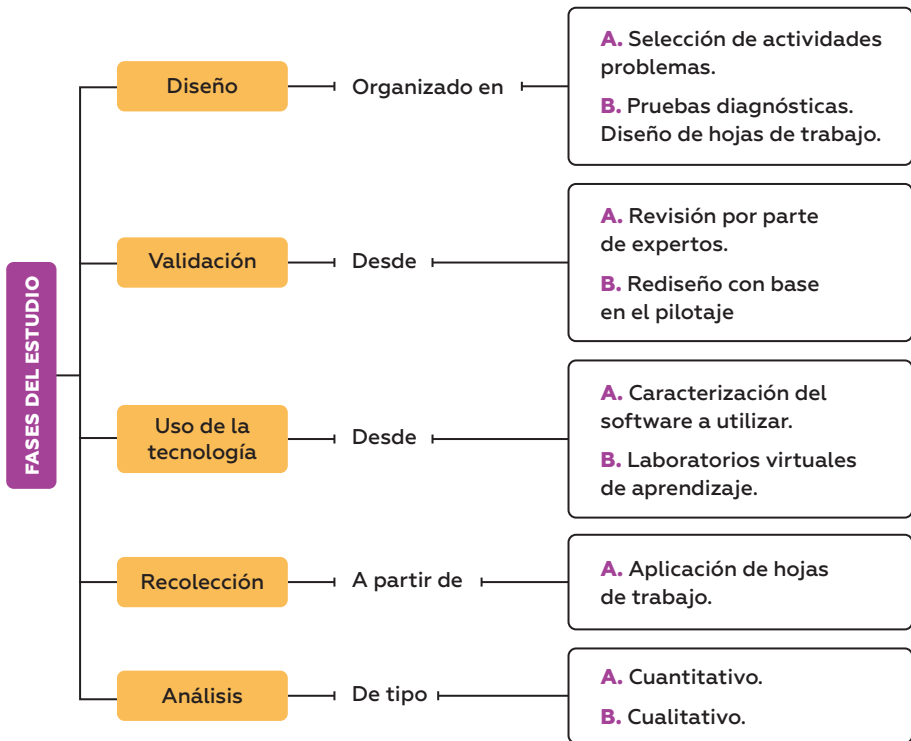 FASES DEL ESTUDIO
Diseño
Organizado en
A. Selección de actividades
problemas.
B. Pruebas diagnósticas.
Diseño de hojas de trabajo.
Validación
Desde
A. Revisión por parte
de expertos.
B. Rediseño con base
en el pilotaje
Uso de la
tecnología
Desde
A. Caracterización del
software a utilizar.
B. Laboratorios virtuales
de aprendizaje.
Recolección
A partir de
A. Aplicación de hojas
de trabajo.
Análisis
De tipo
A. Cuantitativo.
B. Cualitativo.